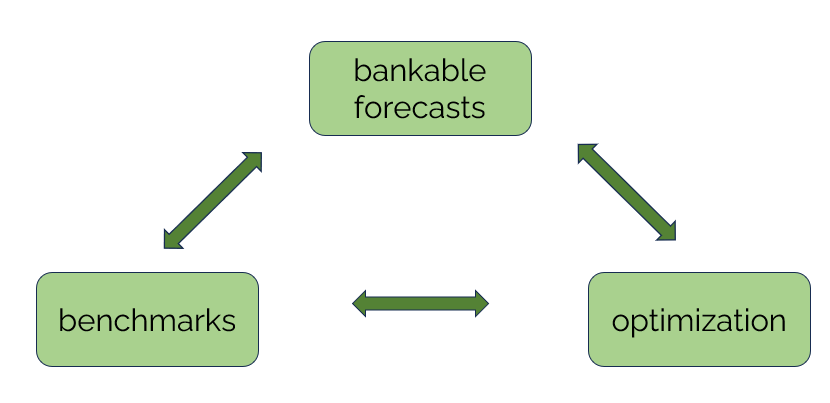 bankable
forecasts
benchmarks
optimization